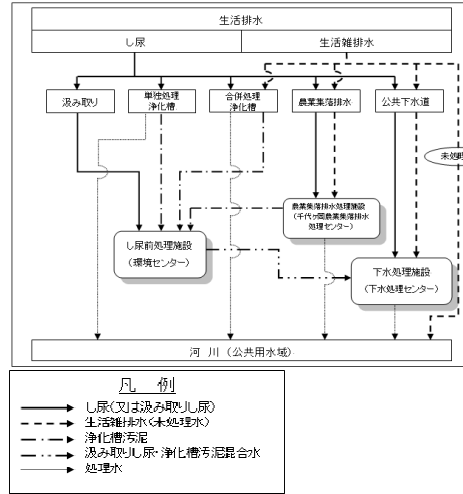 生活排水
し尿
生活雑排水
汲み取り
単独処理
浄化槽
合併処理
浄化槽
農業集落排水
公共下水道
未処理
農業集落排水処理施設
(千代ヶ岡農業集落排水
処理センター)
し尿前処理施設
(環境センター)
下水処理施設
(下水処理センター)
河川(公共用水域)
凡 例
し尿(又は汲み取りし尿)
生活雑排水(未処理水)
浄化槽汚泥
汲み取りし尿・浄化槽汚泥混合水
処理水